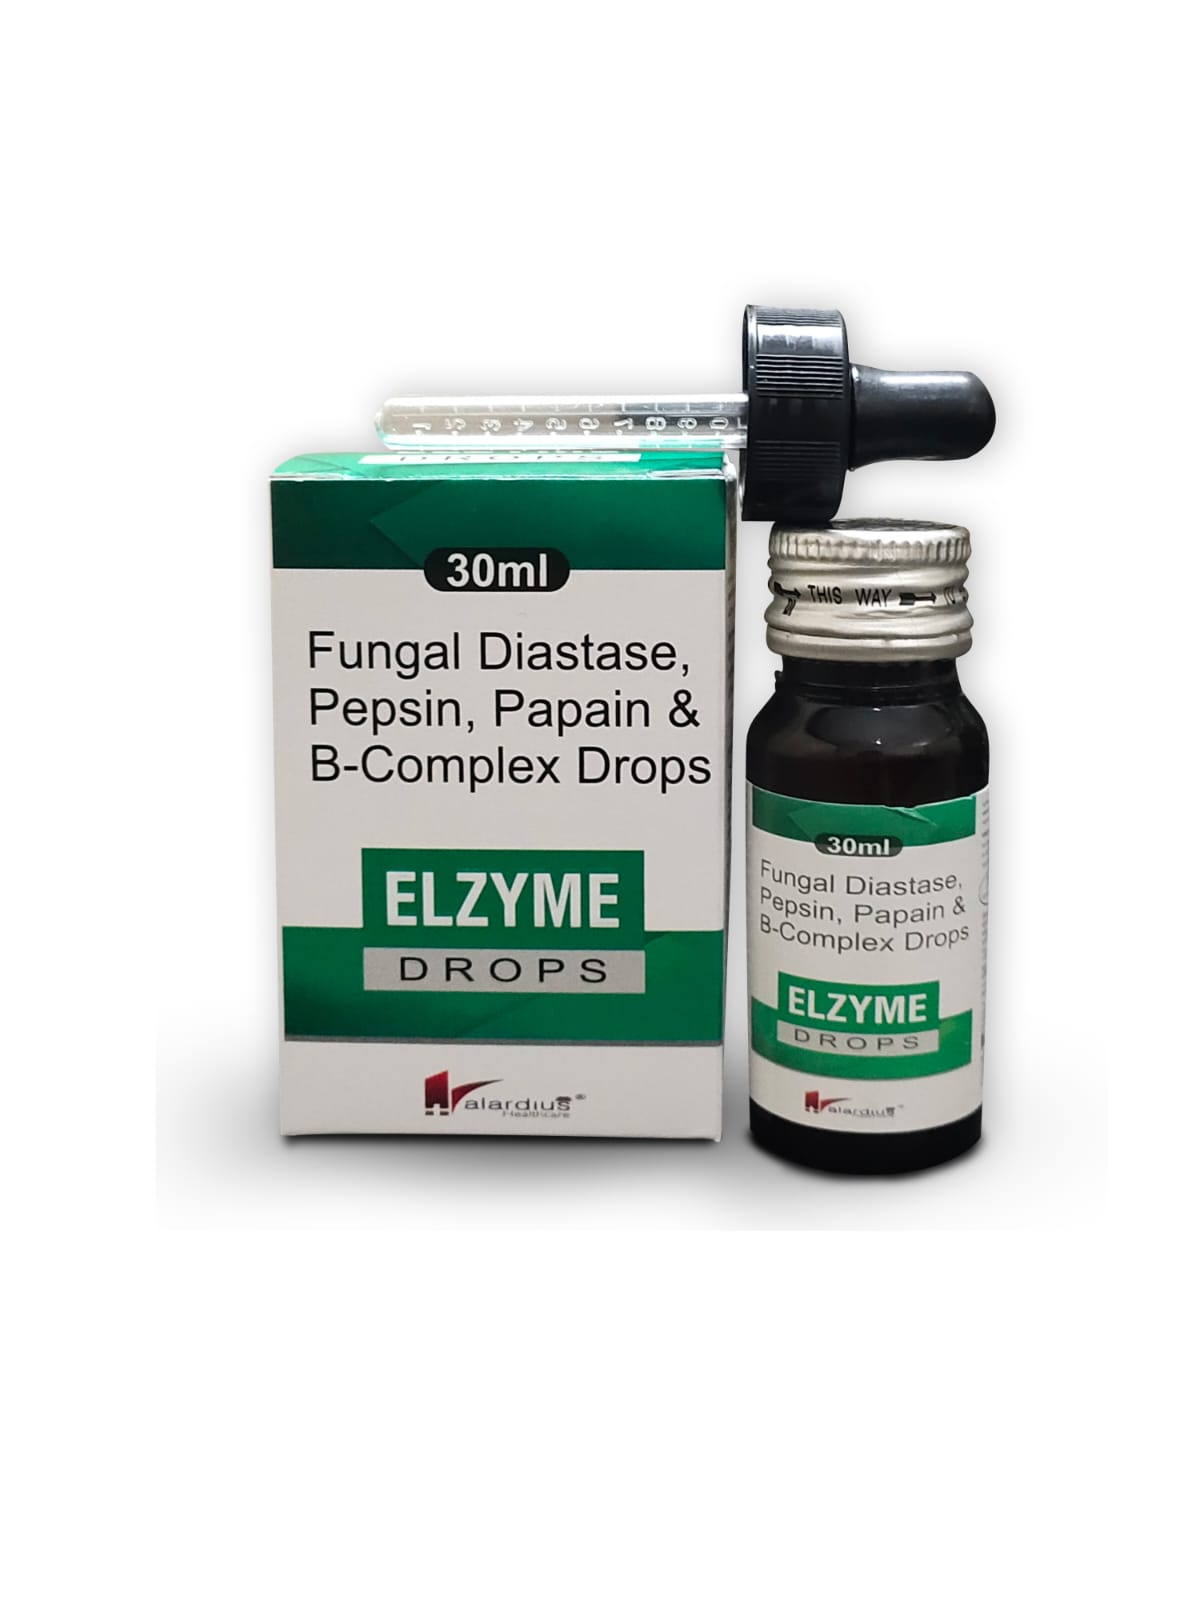 DROPS
30ml
Fungal Diastase,
Pepsin, Papain &
B-Complex Drops
ELZYME
DROPS
alardius®
Healthcare
THIS WAY
30ml
Fungal Diastase,
Pepsin, Papain &
B-Complex Drops
ELZYME
DROPS
alardius